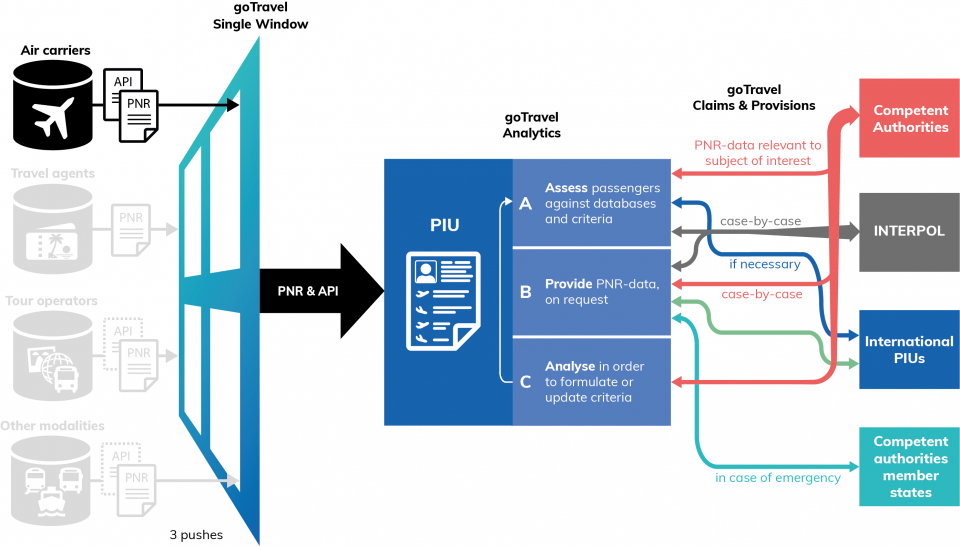 goTravel
Single Window
Air carriers
API
PNR
Travel agents
PNR
Tour operators
API
PNR
Other modalities
API
PNR
3 pushes
PNR & API
goTravel
Analytics
PIU
A
Assess passengers
against databases
and criteria
B
Provide PNR-data,
on request
C
Analyse in order
to formulate or
update criteria
goTravel
Claims & Provisions
PNR-data relevant to
subject of interest
case-by-case
if necessary
case-by-case
in case of emergency
Competent
Authorities
INTERPOL
International
PIUs
Competent
authorities
member
states